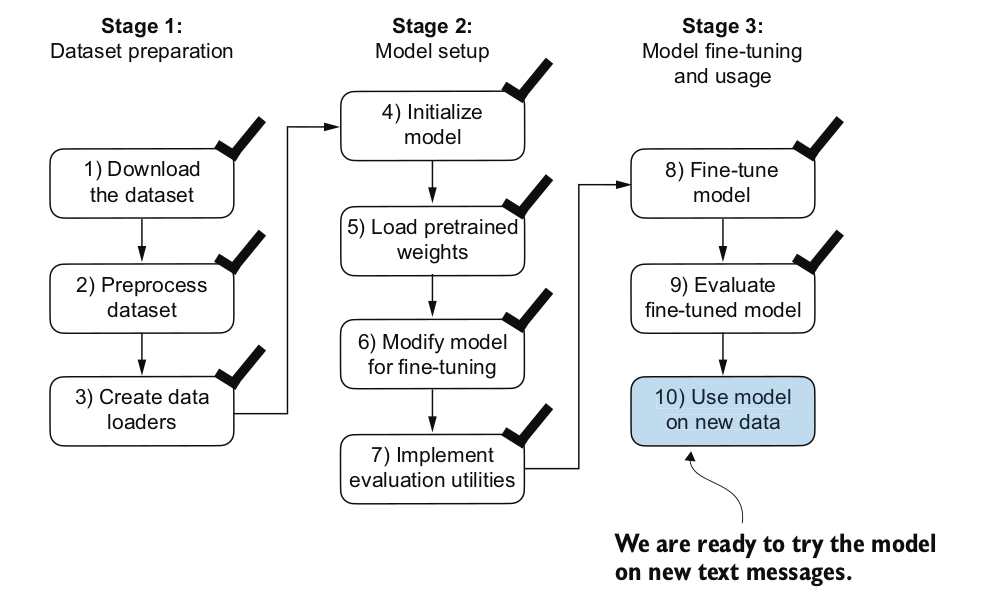 Stage 1:
Dataset preparation
1) Download
the dataset
2) Preprocess
dataset
3) Create data
loaders
Stage 2:
Model setup
4) Initialize
model
5) Load pretrained
weights
6) Modify model
for fine-tuning
7) Implement
evaluation utilities
Stage 3:
Model fine-tuning
and usage
8) Fine-tune
model
9) Evaluate
fine-tuned model
10) Use model
on new data
We are ready to try the model
on new text messages.